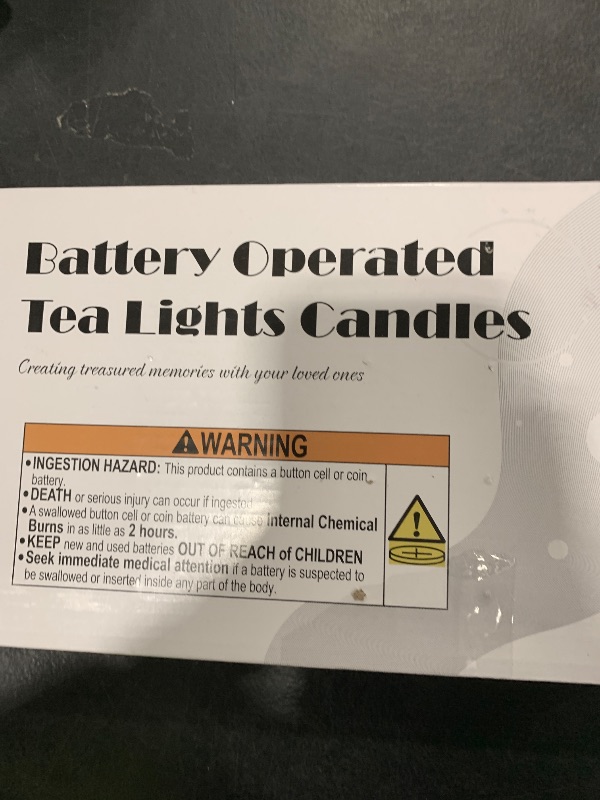 Battery Operated
Tea Lights Candles
Creating treasured memories with your loved ones
⚠WARNING
•INGESTION HAZARD: This product contains a button cell or coin
battery.
•DEATH or serious injury can occur if ingested
•A swallowed button cell or coin battery can cause Internal Chemical
Burns in as little as 2 hours.
•KEEP new and used batteries OUT OF REACH of CHILDREN
•Seek immediate medical attention if a battery is suspected to
be swallowed or inserted inside any part of the body.